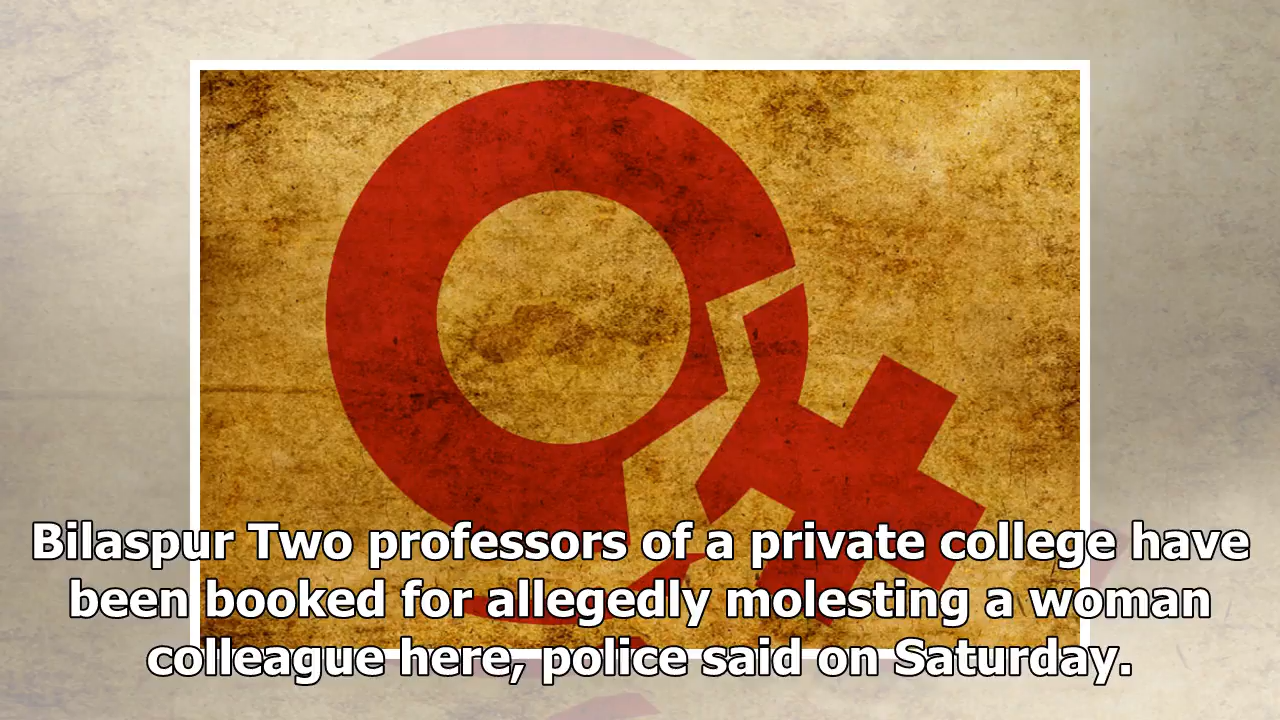 Bilaspur Two professors of a private college have
been booked for allegedly molesting a woman
colleague here, police said on Saturday.